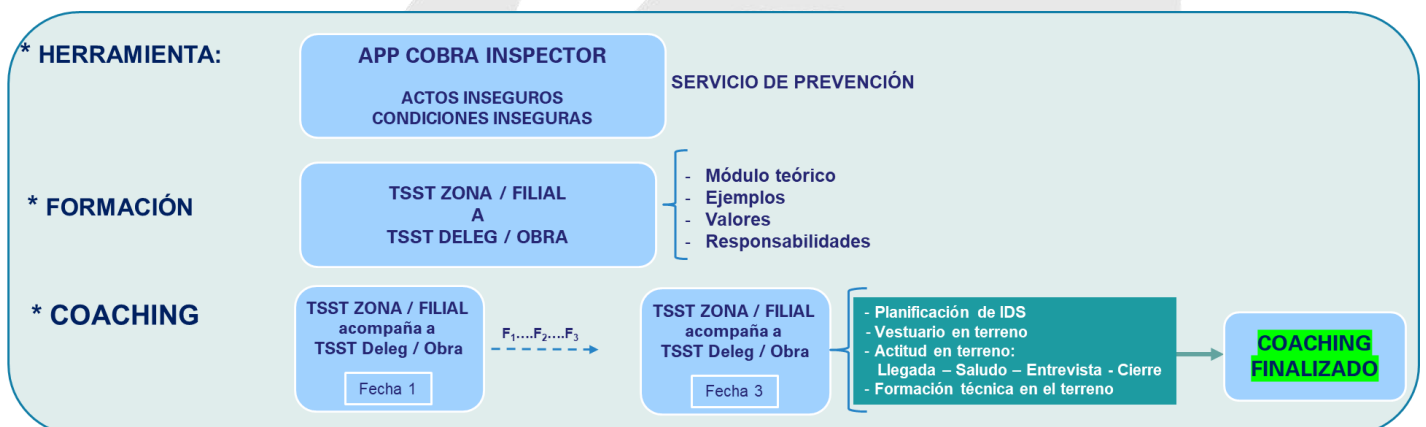 * HERRAMIENTA:
APP COBRA INSPECTOR
ACTOS INSEGUROS
CONDICIONES INSEGURAS
SERVICIO DE PREVENCIÓN
* FORMACIÓN
TSST ZONA / FILIAL
A
TSST DELEG / OBRA
- Módulo teórico
- Ejemplos
- Valores
- Responsabilidades
* COACHING
TSST ZONA / FILIAL
acompaña a
TSST Deleg / Obra
Fecha 1
F1....F2....F3
TSST ZONA / FILIAL
acompaña a
TSST Deleg / Obra
Fecha 3
- Planificación de IDS
- Vestuario en terreno
- Actitud en terreno:
Llegada – Saludo – Entrevista - Cierre
- Formación técnica en el terreno
COACHING
FINALIZADO